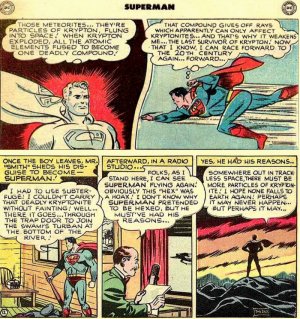 SUPERMAN
THOSE METEORITES... THEY'RE
PARTICLES OF KRYPTON, FLUNG
INTO SPACE! WHEN KRYPTON
EXPLODED, ALL THE ATOMIC
ELEMENTS FUSED TO BECOME
ONE DEADLY COMPOUND!
THAT COMPOUND GIVES OFF RAYS
WHICH APPARENTLY CAN ONLY AFFECT
KRYPTONITES... AND THAT'S WHY IT WEAKENS
ME... THE LAST SURVIVOR OF KRYPTON! NOW
THAT I KNOW, I CAN RACE FORWARD TO
THE 20TH CENTURY
AGAIN... FORWARD...
ONCE THE BOY LEAVES, MR.
"SMITH" SHEDS HIS DIS-
GUISE TO BECOME —
SUPERMAN!
I HAD TO USE SUBTER-
FUGE! I COULDN'T CARRY
THAT DEADLY KRYPTONITE
WITHOUT FAINTING! AND
THERE IT GOES... THROUGH
THE TRAP DOOR TO JOIN
THE SWAMI'S TURBAN AT
THE BOTTOM OF THE
RIVER!
AFTERWARD, IN A RADIO
STUDIO...
FOLKS, AS I
STAND HERE, I CAN SEE
SUPERMAN FLYING AGAIN!
OBVIOUSLY THIS "HEX" WAS
A HOAX! I DON'T KNOW WHY
SUPERMAN PRETENDED
TO BE HEXED, BUT HE
MUST'VE HAD HIS
REASONS...
YES. HE HAD HIS REASONS...
SOMEWHERE OUT IN TRACK-
LESS SPACE, THERE MUST BE
MORE PARTICLES OF KRYPTON-
ITE! I HOPE NONE FALLS TO
EARTH AGAIN! PERHAPS IT
MAY NEVER HAPPEN...
BUT PERHAPS IT MAY...